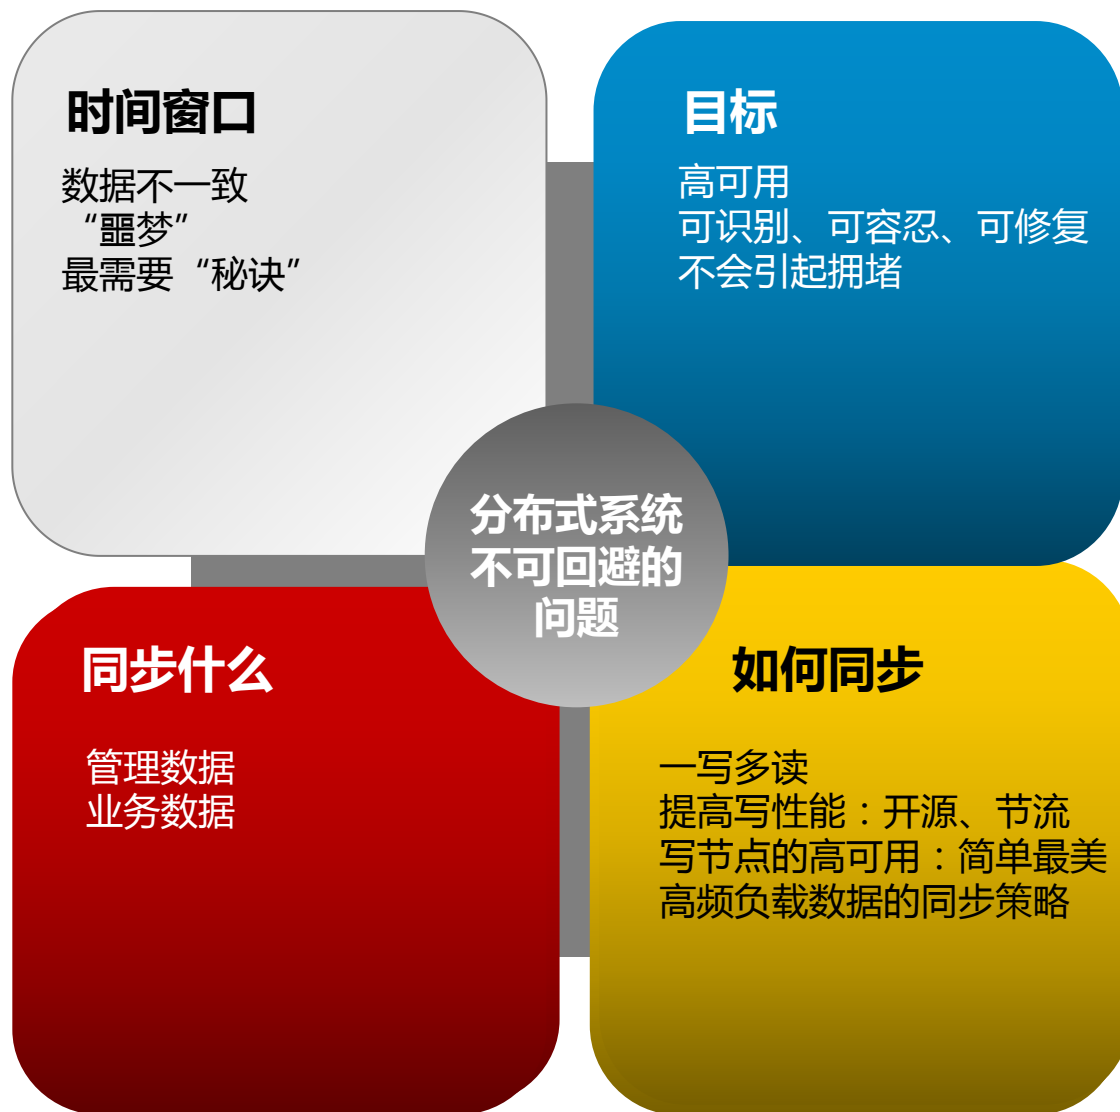 时间窗口
数据不一致
“噩梦”
最需要“秘诀”
目标
高可用
可识别、可容忍、可修复
不会引起拥堵
分布式系统
不可回避的
问题
同步什么
管理数据
业务数据
如何同步
一写多读
提高写性能：开源、节流
写节点的高可用：简单最美
高频负载数据的同步策略